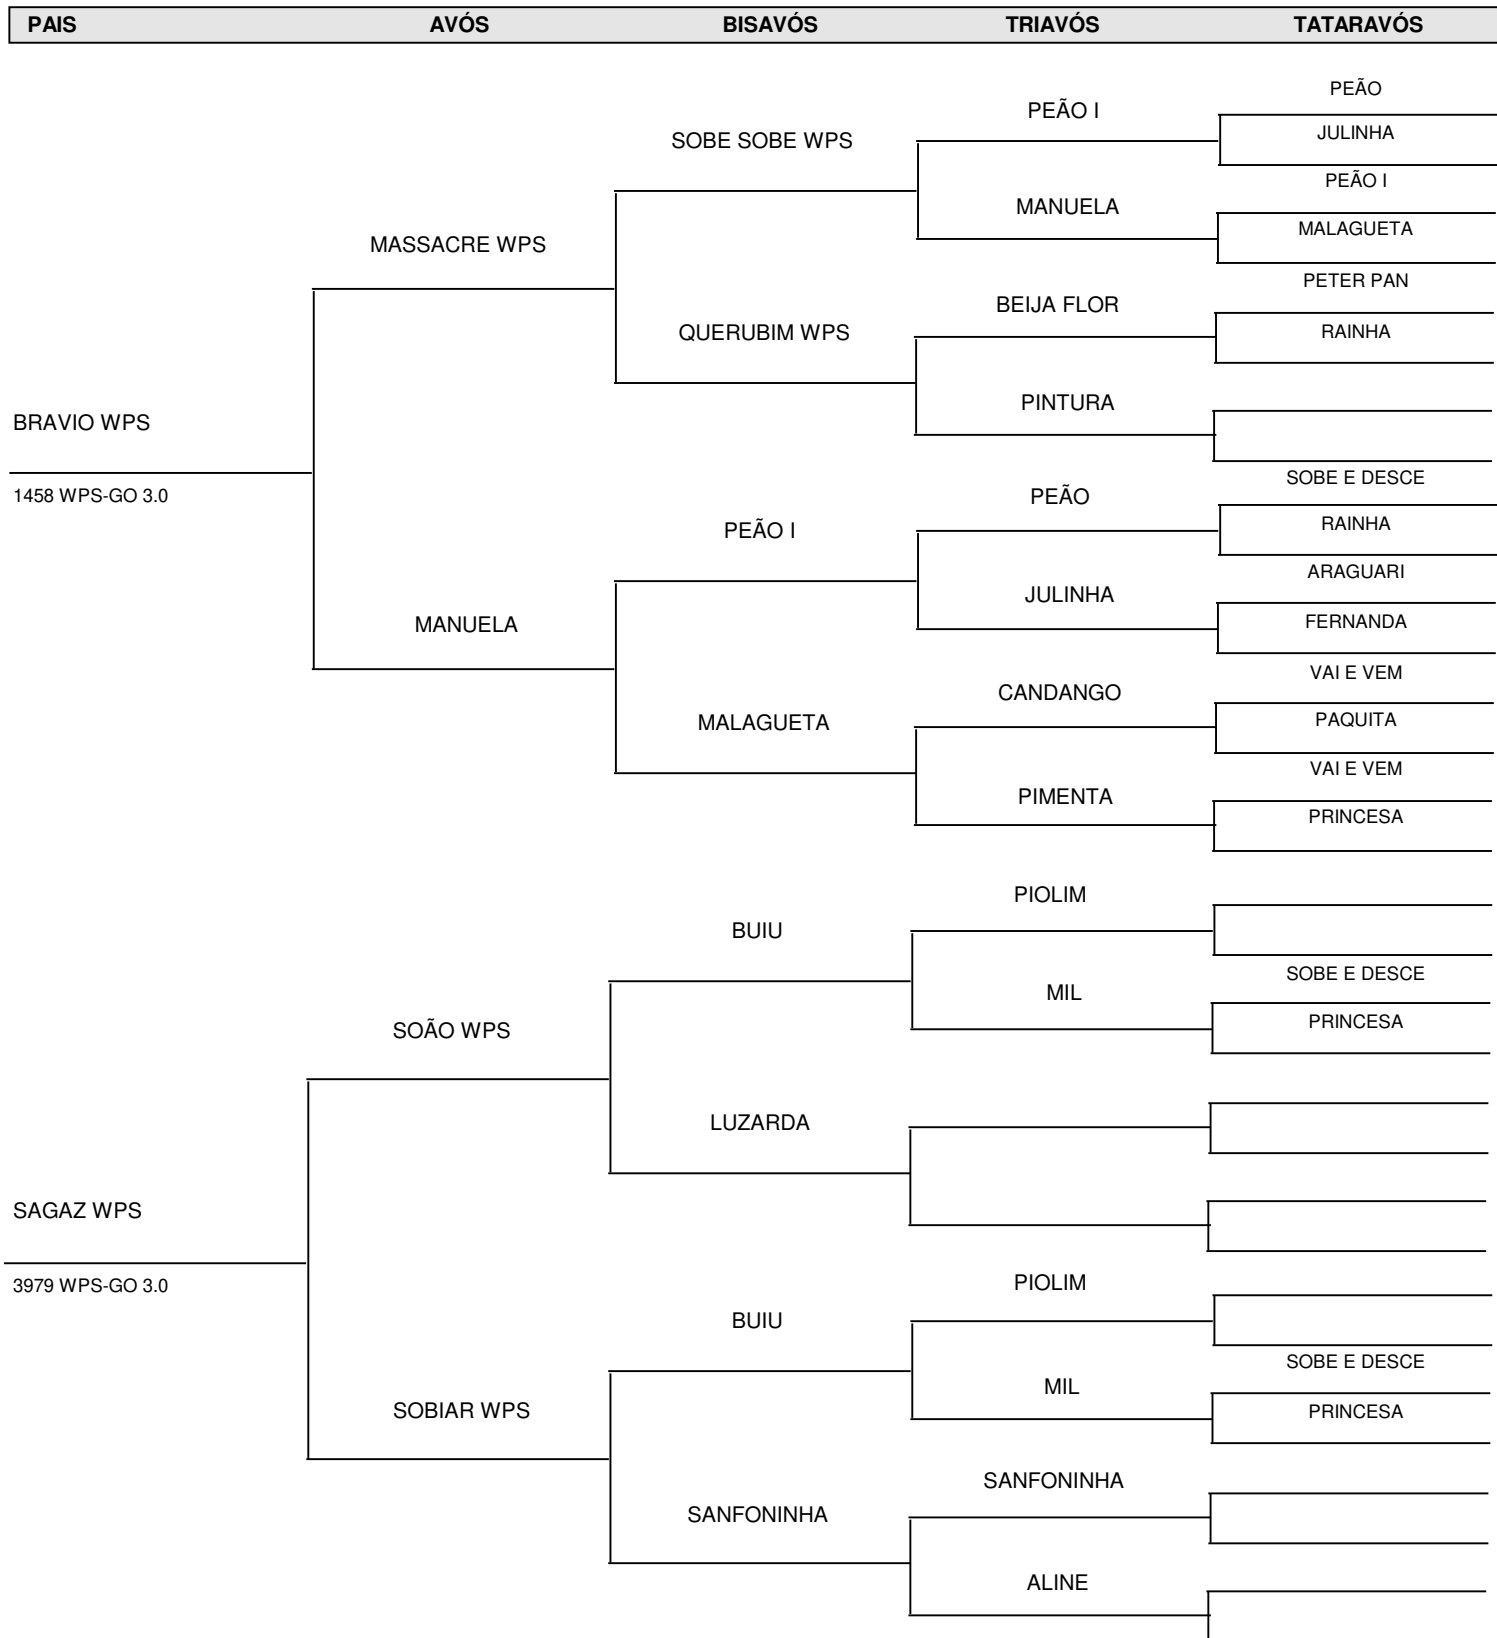 PAIS AVÓS BISAVÓS TRIAVÓS TATARAVÓS
PEÃO
PEÃO I
JULINHA
SOBE SOBE WPS
PEÃO I
MANUELA
MALAGUETA
MASSACRE WPS
PETER PAN
BEIJA FLOR
RAINHA
QUERUBIM WPS
PINTURA
BRAVIO WPS
SOBE E DESCE
1458 WPS-GO 3.0
PEÃO
RAINHA
PEÃO I
ARAGUARI
JULINHA
FERNANDA
MANUELA
VAI E VEM
CANDANGO
PAQUITA
MALAGUETA
VAI E VEM
PIMENTA
PRINCESA
PIOLIM
BUIU
SOBE E DESCE
MIL
PRINCESA
SOÃO WPS
LUZARDA
SAGAZ WPS
3979 WPS-GO 3.0
PIOLIM
BUIU
SOBE E DESCE
MIL
PRINCESA
SOBIAR WPS
SANFONINHA
SANFONINHA
ALINE